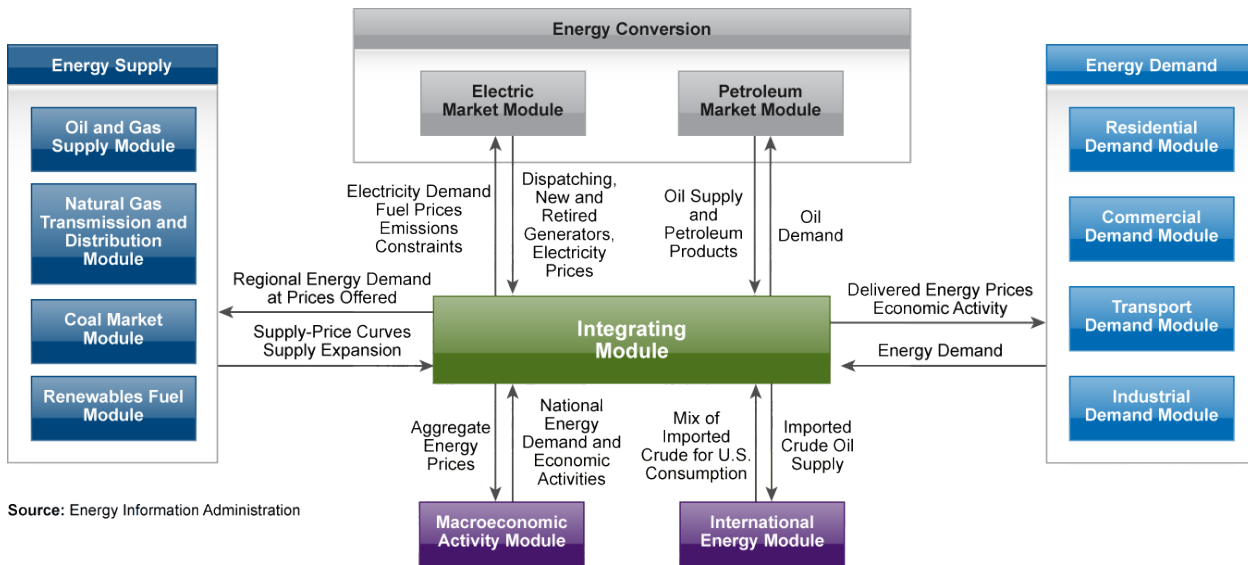 Energy Conversion
Electric
Market Module
Petroleum
Market Module
Energy Supply
Oil and Gas
Supply Module
Natural Gas
Transmission and
Distribution
Module
Coal Market
Module
Renewables Fuel
Module
Energy Demand
Residential
Demand Module
Commercial
Demand Module
Transport
Demand Module
Industrial
Demand Module
Electricity Demand
Fuel Prices
Emissions
Constraints
Dispatching,
New and
Retired
Generators,
Electricity
Prices
Oil Supply
and
Petroleum
Products
Oil
Demand
Regional Energy Demand
at Prices Offered
Supply-Price Curves
Supply Expansion
Integrating
Module
Delivered Energy Prices
Economic Activity
Energy Demand
Aggregate
Energy
Prices
National
Energy
Demand and
Economic
Activities
Mix of
Imported
Crude for U.S.
Consumption
Imported
Crude Oil
Supply
Macroeconomic
Activity Module
International
Energy Module
Source: Energy Information Administration